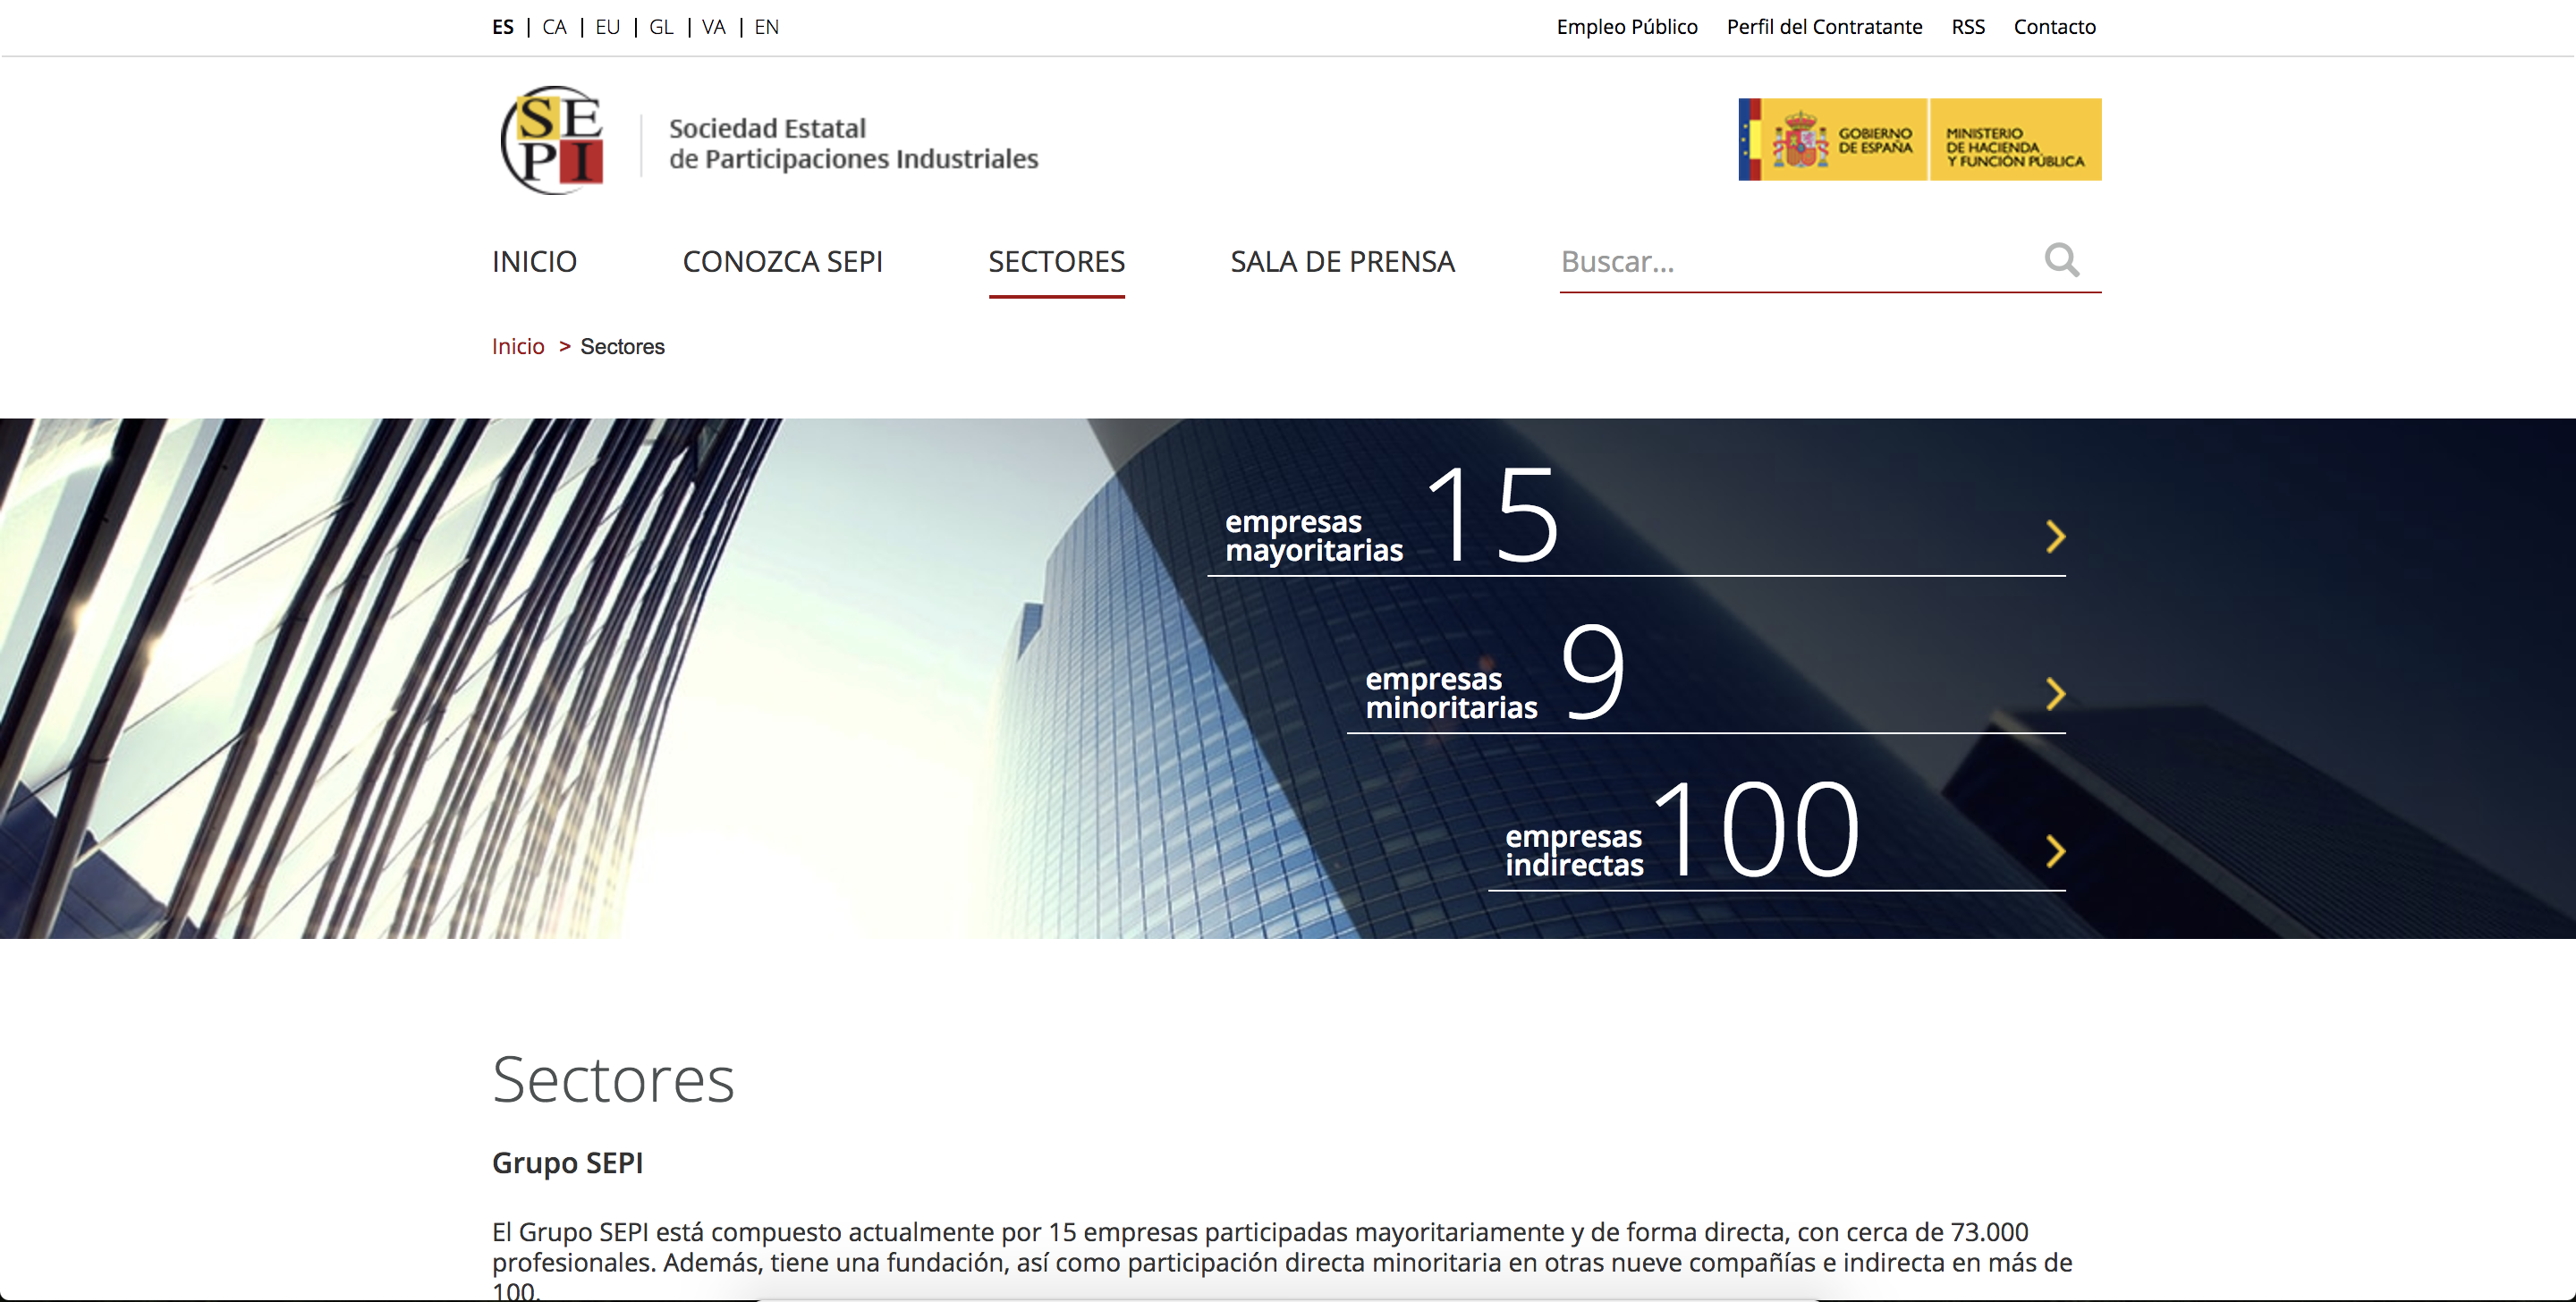 ES | CA | EU | GL | VA | EN
Empleo Público Perfil del Contratante RSS Contacto
SE
PI
Sociedad Estatal
de Participaciones Industriales
GOBIERNO
DE ESPAÑA
MINISTERIO
DE HACIENDA
Y FUNCIÓN PÚBLICA
INICIO CONOZCA SEPI SECTORES SALA DE PRENSA Buscar...
Inicio > Sectores
empresas
mayoritarias 15
empresas
minoritarias 9
empresas
indirectas 100
Sectores
Grupo SEPI
El Grupo SEPI está compuesto actualmente por 15 empresas participadas mayoritariamente y de forma directa, con cerca de 73.000
profesionales. Además, tiene una fundación, así como participación directa minoritaria en otras nueve compañías e indirecta en más de
100.